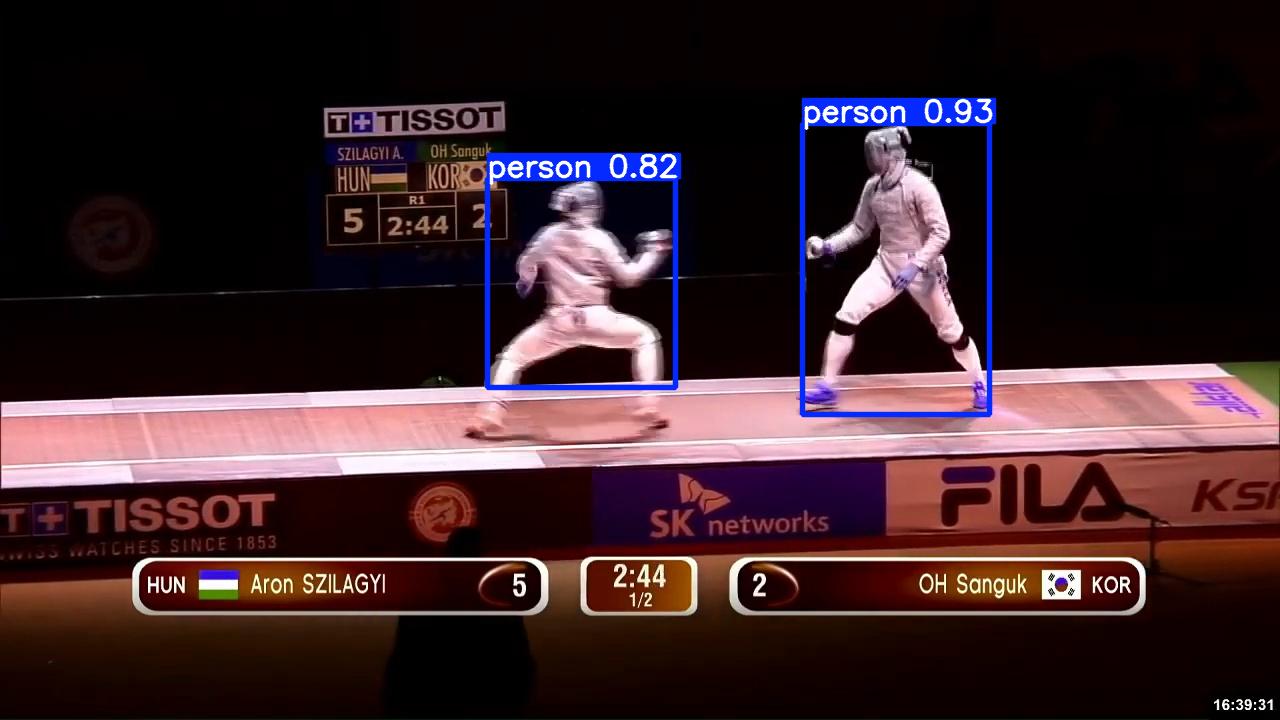 T+TISSOT
SZILAGYI A. OH Sanguk
HUN KOR
R1
5 2:44 2
person 0.82
person 0.93
T+TISSOT
SWISS WATCHES SINCE 1853
SK networks
FILA
HUN Aron SZILAGYI 5
2:44
1/2
2 OH Sanguk KOR
16:39:31